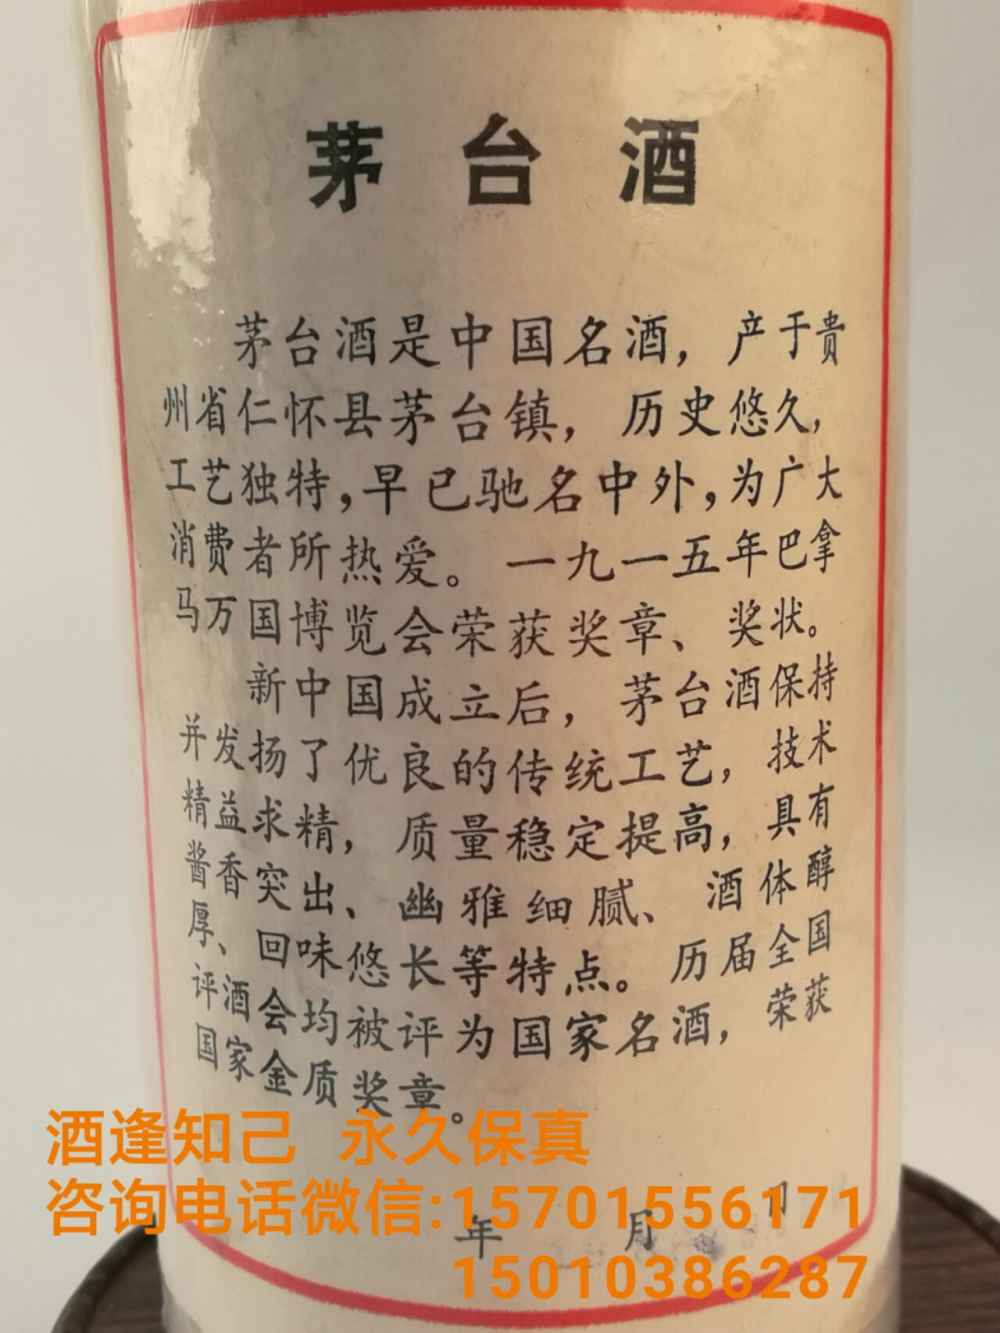 茅台酒
茅台酒是中国名酒，产于贵
州省仁怀县茅台镇，历史悠久，
工艺独特，早已驰名中外，为广大
消费者所热爱。一九一五年巴拿
马万国博览会荣获奖章、奖状。
新中国成立后，茅台酒保持
并发扬了优良的传统工艺，技术
精益求精，质量稳定提高，具有
酱香突出、幽雅细腻、酒体醇
厚、回味悠长等特点。历届全国
评酒会均被评为国家名酒，荣获
国家金质奖章。
酒逢知己 永久保真
咨询电话微信:15701556171
年 月 日
15010386287